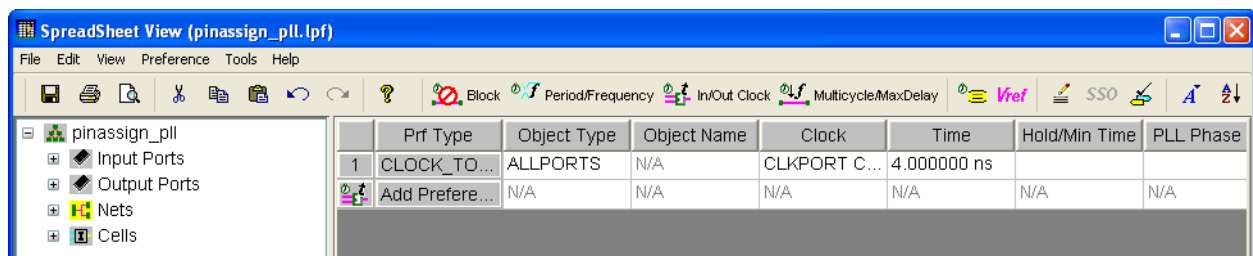 SpreadSheet View (pinassign_pll.lpf)
File Edit View Preference Tools Help
Block Period/Frequency In/Out Clock Multicycle/MaxDelay Vref SSO A
pinassign_pll
Input Ports
Output Ports
Nets
Cells
Prf Type Object Type Object Name Clock Time Hold/Min Time PLL Phase
1 CLOCK_TO... ALLPORTS N/A CLKPORT C... 4.000000 ns
Add Prefere... N/A N/A N/A N/A N/A N/A